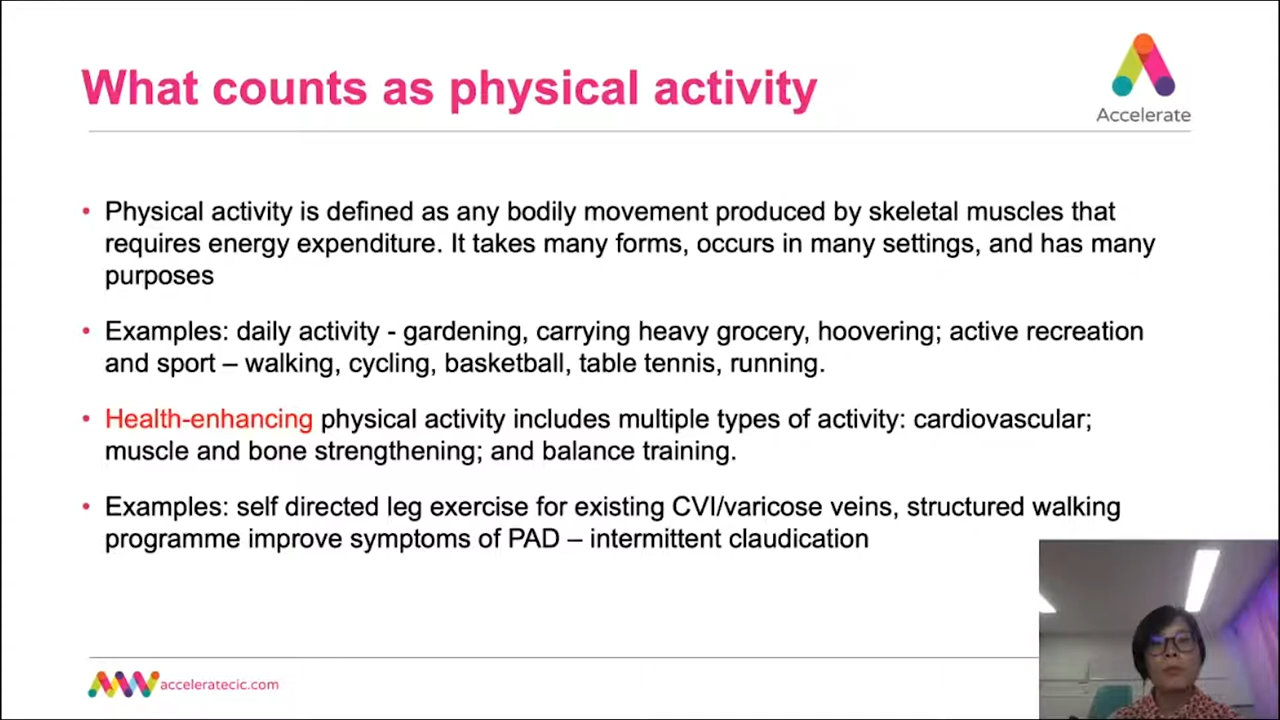 What counts as physical activity
Accelerate
• Physical activity is defined as any bodily movement produced by skeletal muscles that
requires energy expenditure. It takes many forms, occurs in many settings, and has many
purposes
• Examples: daily activity - gardening, carrying heavy grocery, hoovering; active recreation
and sport – walking, cycling, basketball, table tennis, running.
• Health-enhancing physical activity includes multiple types of activity: cardiovascular;
muscle and bone strengthening; and balance training.
• Examples: self directed leg exercise for existing CVI/varicose veins, structured walking
programme improve symptoms of PAD – intermittent claudication
acceleratecic.com